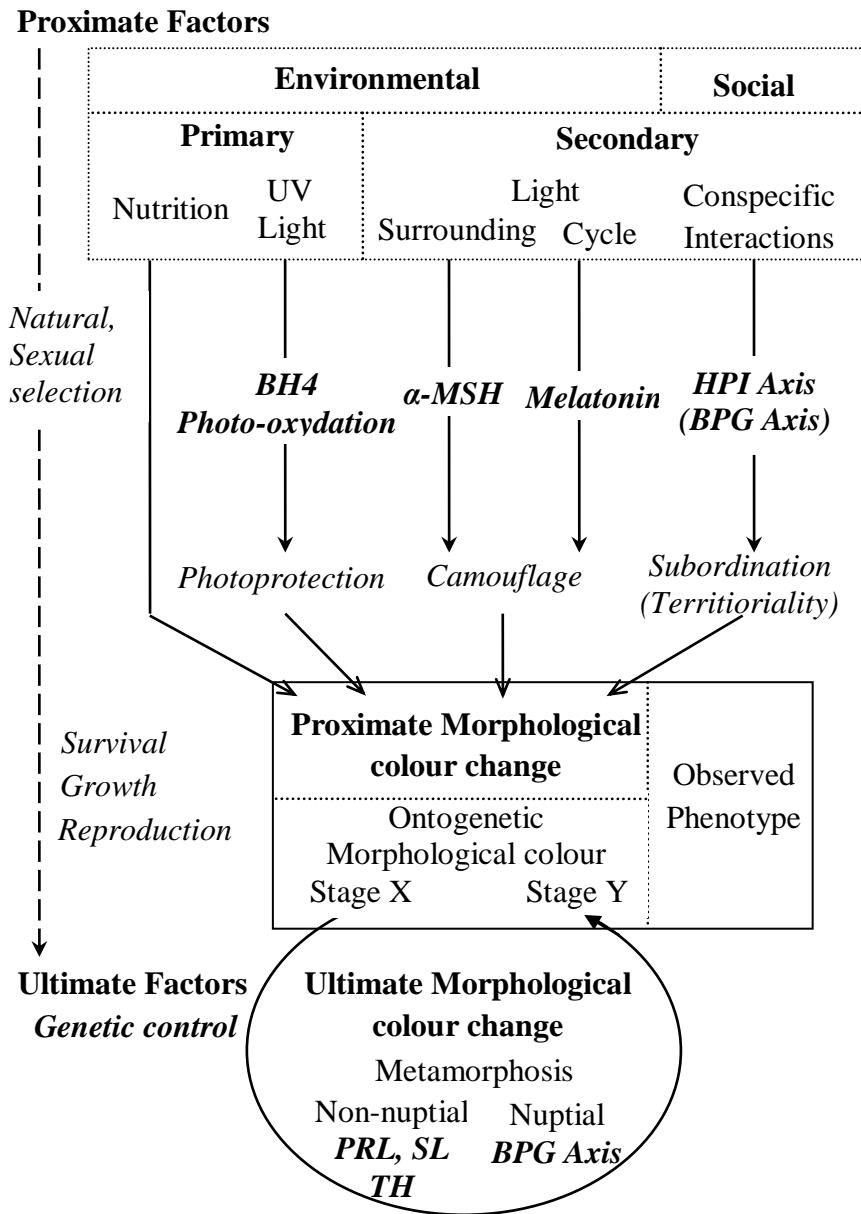 Proximate Factors
Environmental
Social
Primary
Secondary
Nutrition
UV
Light
Light
Surrounding
Cycle
Conspecific
Interactions
Natural,
Sexual
selection
BH4
Photo-oxydation
α-MSH
Melatonin
HPI Axis
(BPG Axis)
Photoprotection
Camouflage
Subordination
(Territioriality)
Survival
Growth
Reproduction
Proximate Morphological
colour change
Observed
Phenotype
Ontogenetic
Morphological colour
Stage X
Stage Y
Ultimate Factors
Genetic control
Ultimate Morphological
colour change
Metamorphosis
Non-nuptial
PRL, SL
TH
Nuptial
BPG Axis